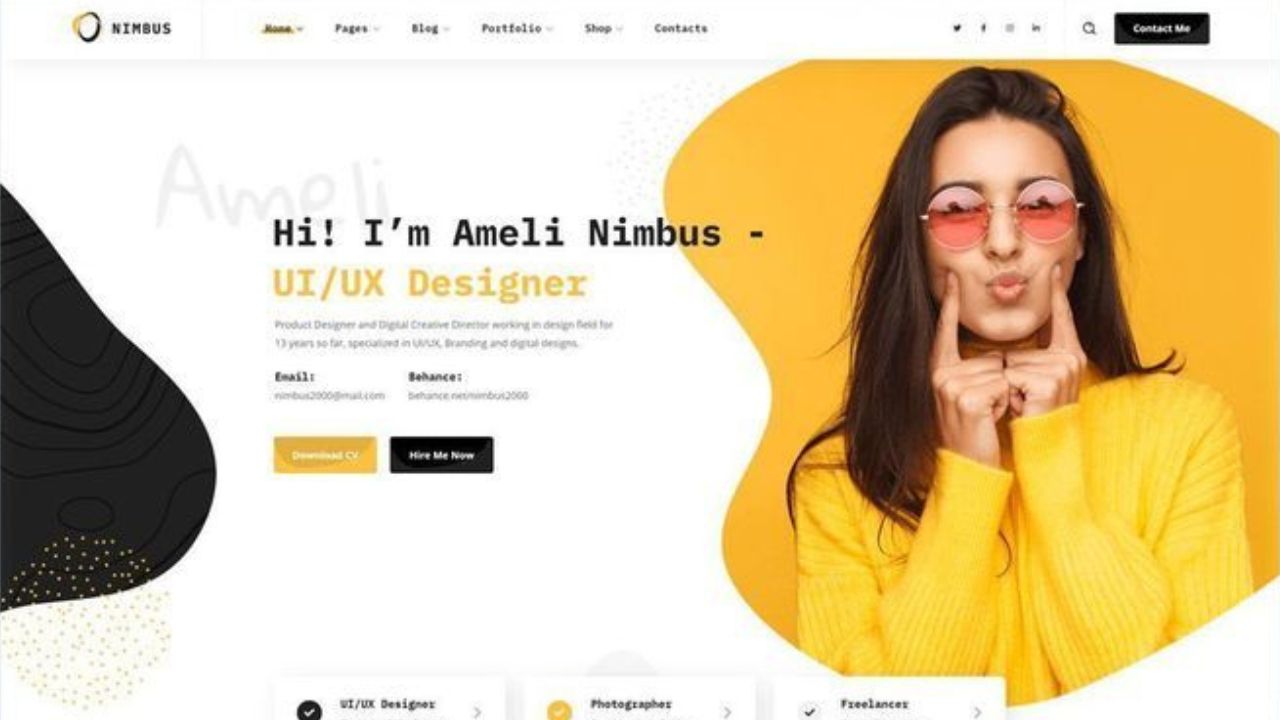 NIMBUS
Home
Pages
Blog
Portfolio
Shop
Contacts
Contact Me
Ameli
Hi! I’m Ameli Nimbus -
UI/UX Designer
Product Designer and Digital Creative Director working in design field for
13 years so far, specialized in UI/UX, Branding and digital designs.
Email:
Behance:
nimbus2000@mail.com
behance.net/nimbus2000
Download CV
Hire Me Now
UI/UX Designer
Photographer
Freelancer